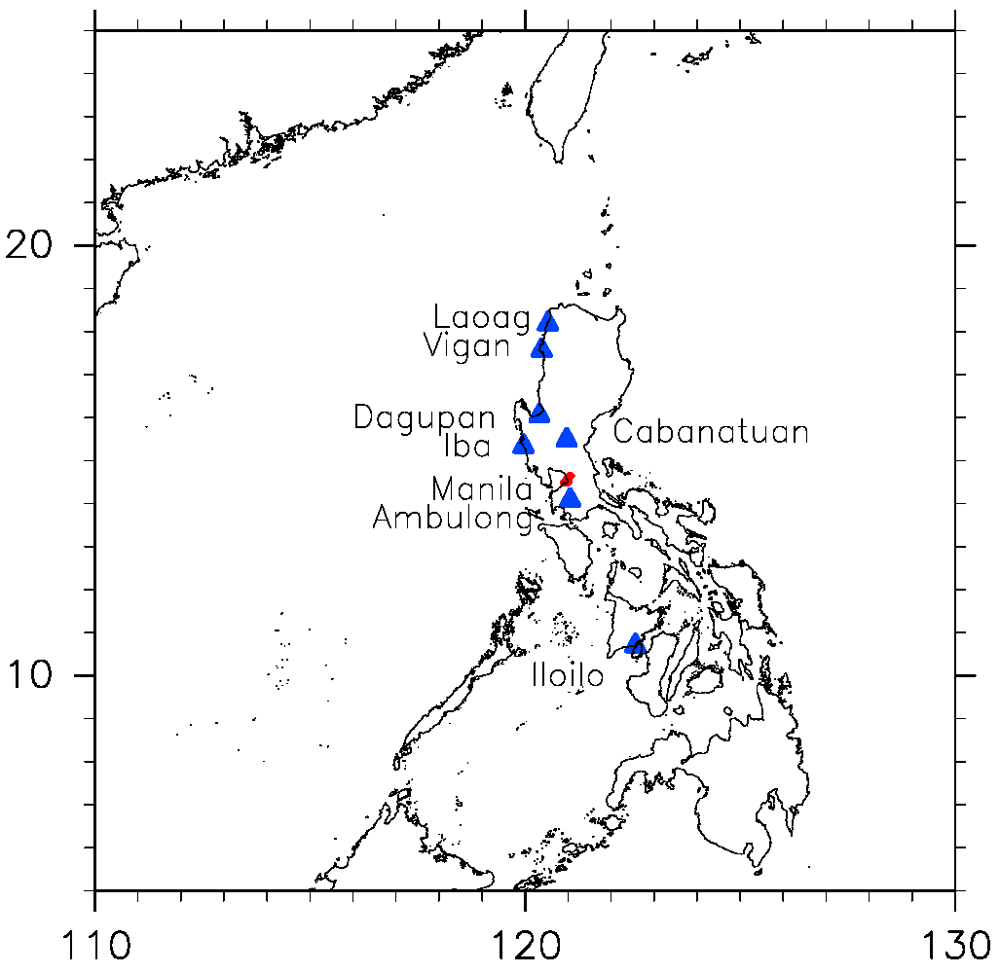 20
Laoag
Vigan
Dagupan
Cabanatuan
Iba
Manila
Ambulong
10
Iloilo
110
120
130